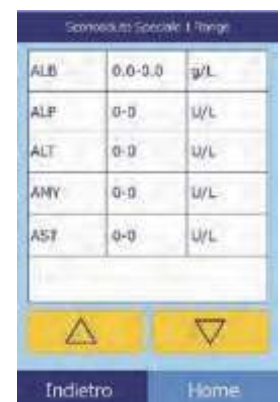 Sconosciuto Speciale 1 Range
ALB 0.0-0.0 g/L
ALP 0-0 U/L
ALT 0-0 U/L
AMY 0-0 U/L
AST 0-0 U/L
Indietro Home